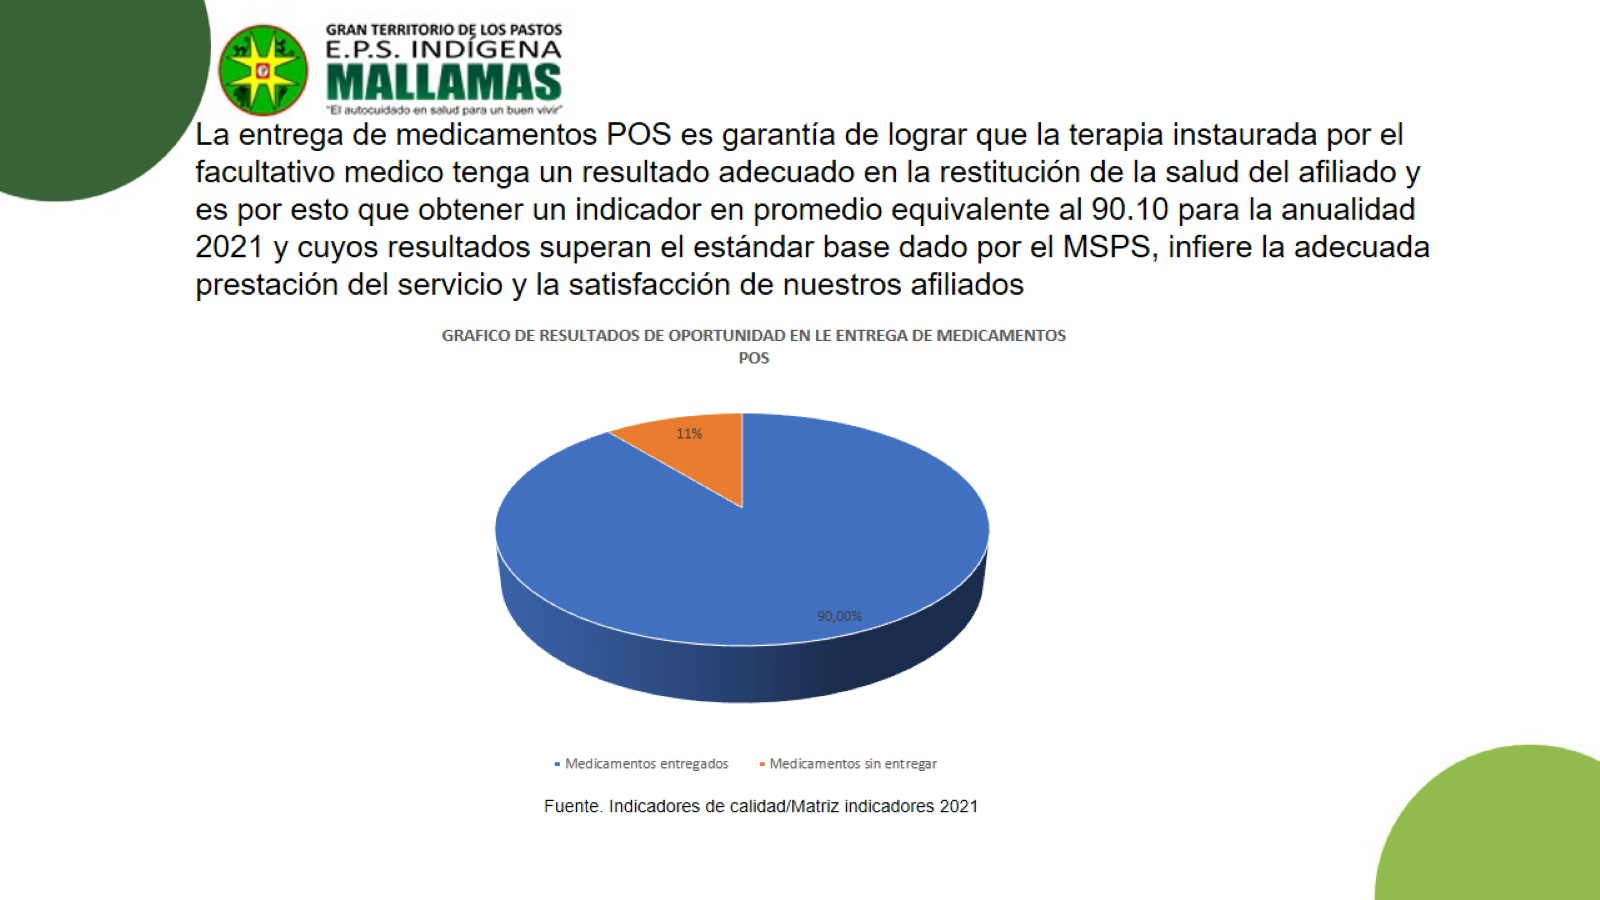 GRAN TERRITORIO DE LOS PASTOS
E.P.S. INDÍGENA
MALLAMAS
"El autocuidado en salud para un buen vivir"
La entrega de medicamentos POS es garantía de lograr que la terapia instaurada por el
facultativo medico tenga un resultado adecuado en la restitución de la salud del afiliado y
es por esto que obtener un indicador en promedio equivalente al 90.10 para la anualidad
2021 y cuyos resultados superan el estándar base dado por el MSPS, infiere la adecuada
prestación del servicio y la satisfacción de nuestros afiliados
GRAFICO DE RESULTADOS DE OPORTUNIDAD EN LE ENTREGA DE MEDICAMENTOS
POS
11%
90,00%
Medicamentos entregados
Medicamentos sin entregar
Fuente. Indicadores de calidad/Matriz indicadores 2021